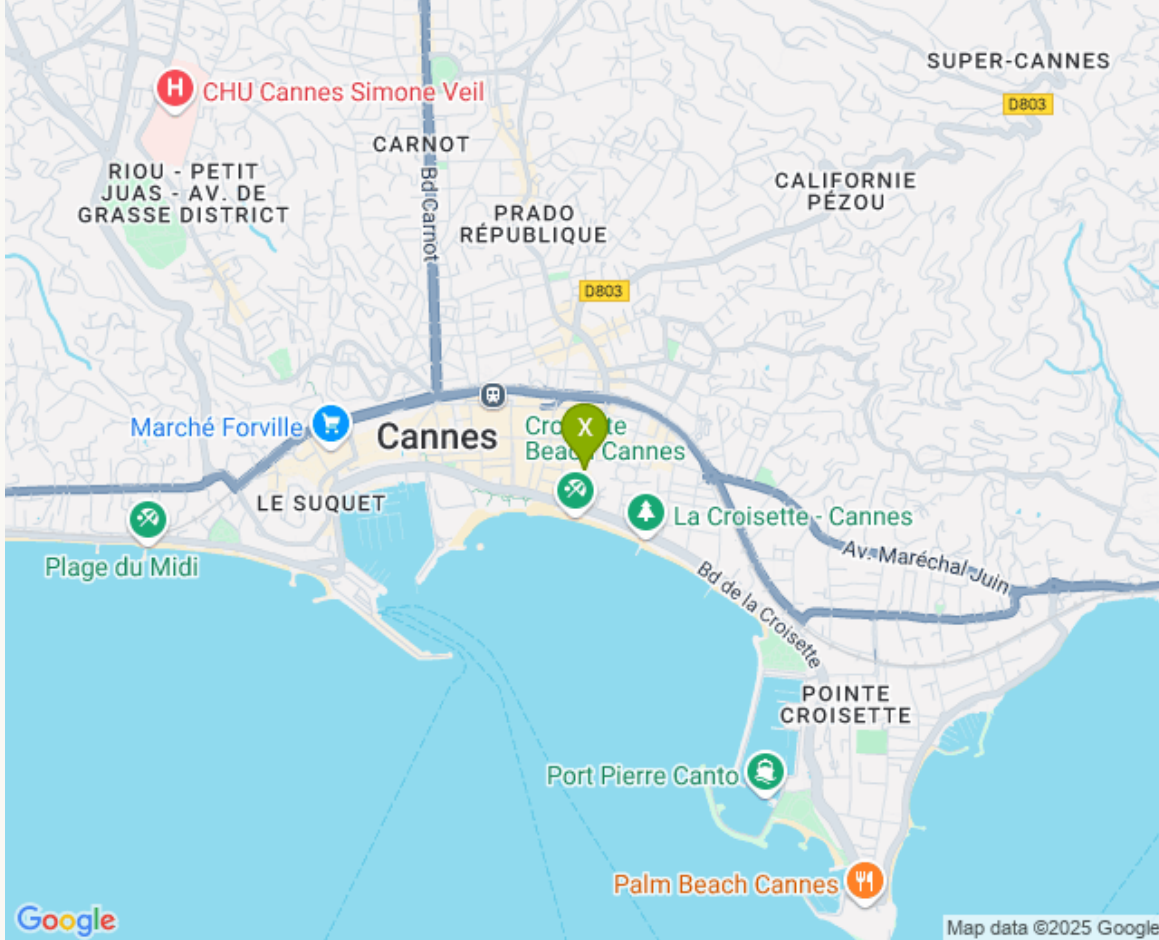 SUPER-CANNES
D803
CHU Cannes Simone Veil
CARNOT
RIOU - PETIT
JUAS - AV. DE
GRASSE DISTRICT
Bd Carnot
CALIFORNIE
PÉZOU
PRADO
RÉPUBLIQUE
D803
Marché Forville
Cannes
X
Beach Cannes
LE SUQUET
La Croisette - Cannes
Plage du Midi
Av. Maréchal Juin
Bd de la Croisette
POINTE
CROISETTE
Port Pierre Canto
Palm Beach Cannes
Google
Map data ©2025 Google